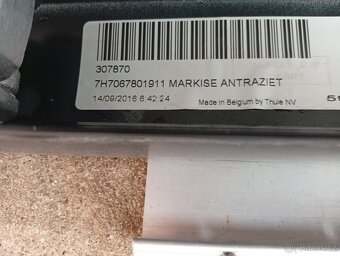 307870
7H7067801911 MARKISE ANTRAZIET
14/09/2016 6:42:24 Made in Belgium by Thule NV